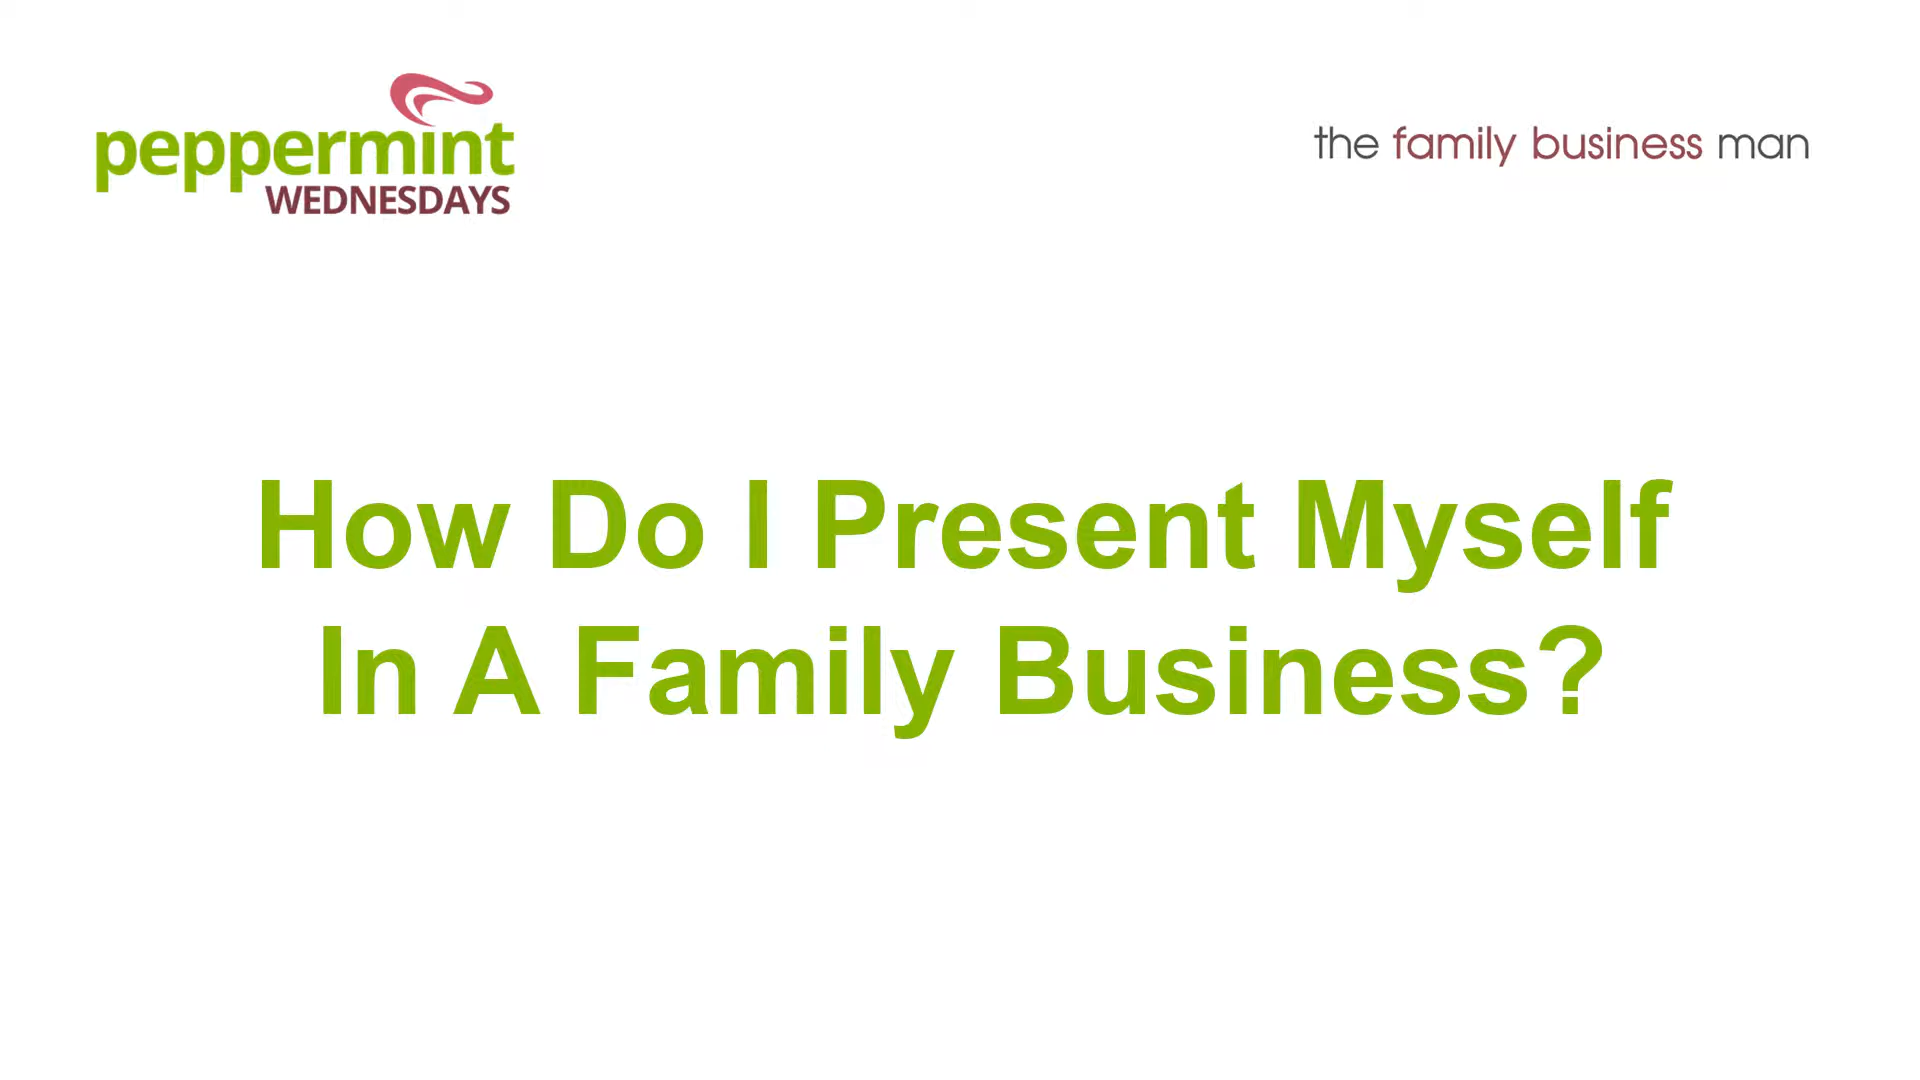 peppermint
WEDNESDAYS
the family business man
How Do I Present Myself
In A Family Business?